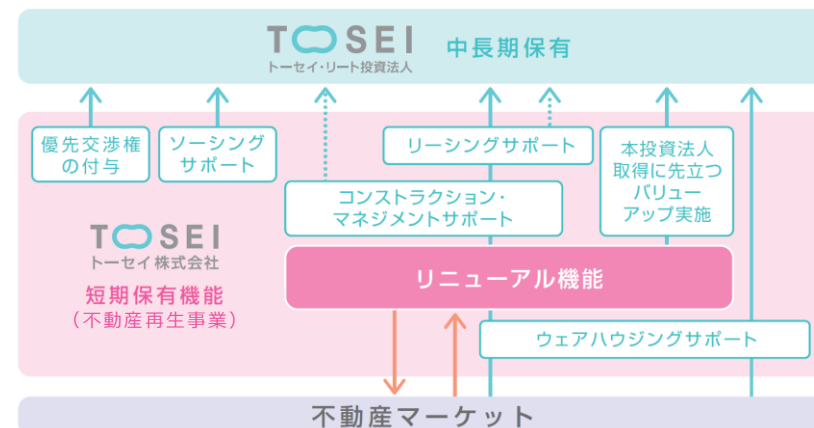 TOSEI
トーセイ・リート投資法人
中長期保有
優先交渉権
の付与
ソーシング
サポート
リーシングサポート
本投資法人
取得に先立つ
バリュー
アップ実施
コンストラクション・
マネジメントサポート
TOSEI
トーセイ株式会社
短期保有機能
（不動産再生事業）
リニューアル機能
ウェアハウジングサポート
不動産マーケット